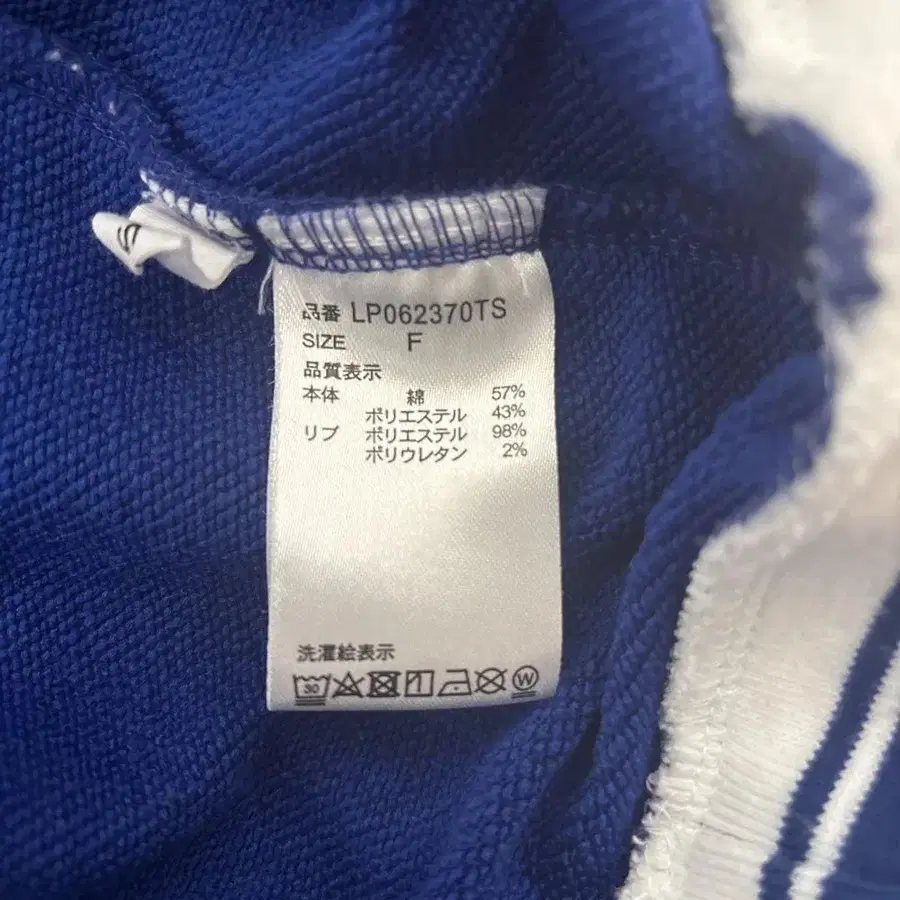 品番 LP062370TS
SIZE F
品質表示
本体 綿 57%
ポリエステル 43%
リブ ポリエステル 98%
ポリウレタン 2%
洗濯絵表示
30 W